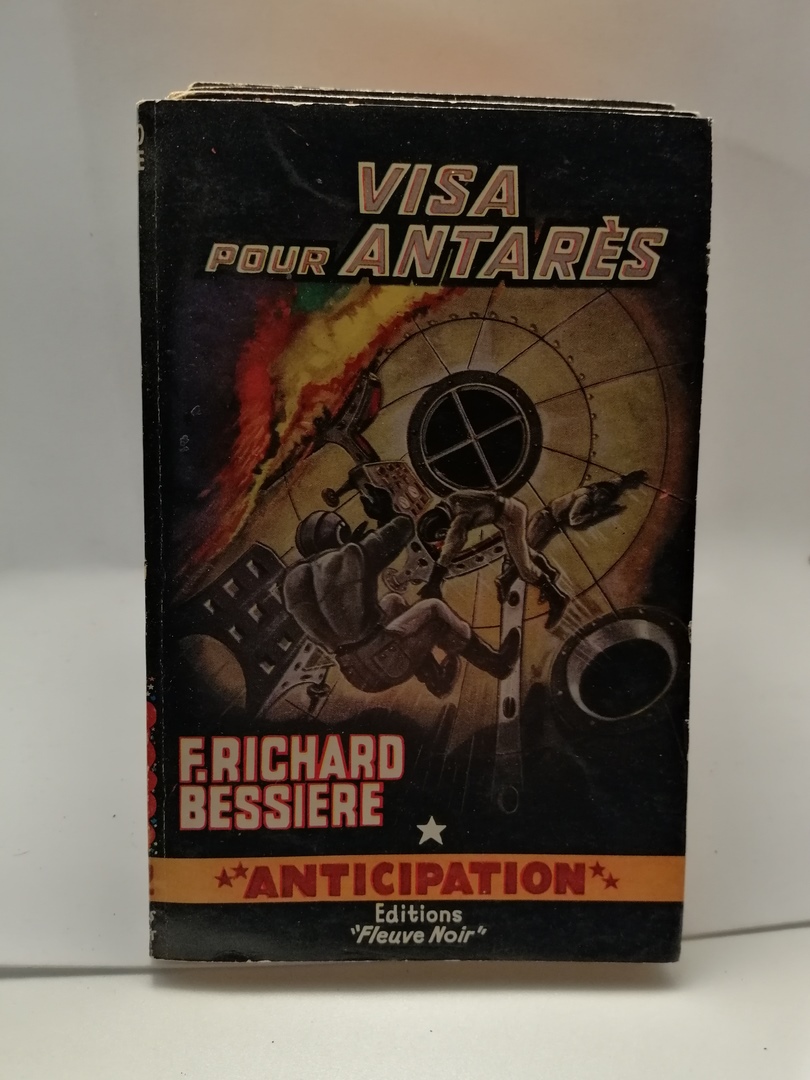 VISA
POUR ANTARÈS
F. RICHARD
BESSIERE
ANTICIPATION
Editions
"Fleuve Noir"